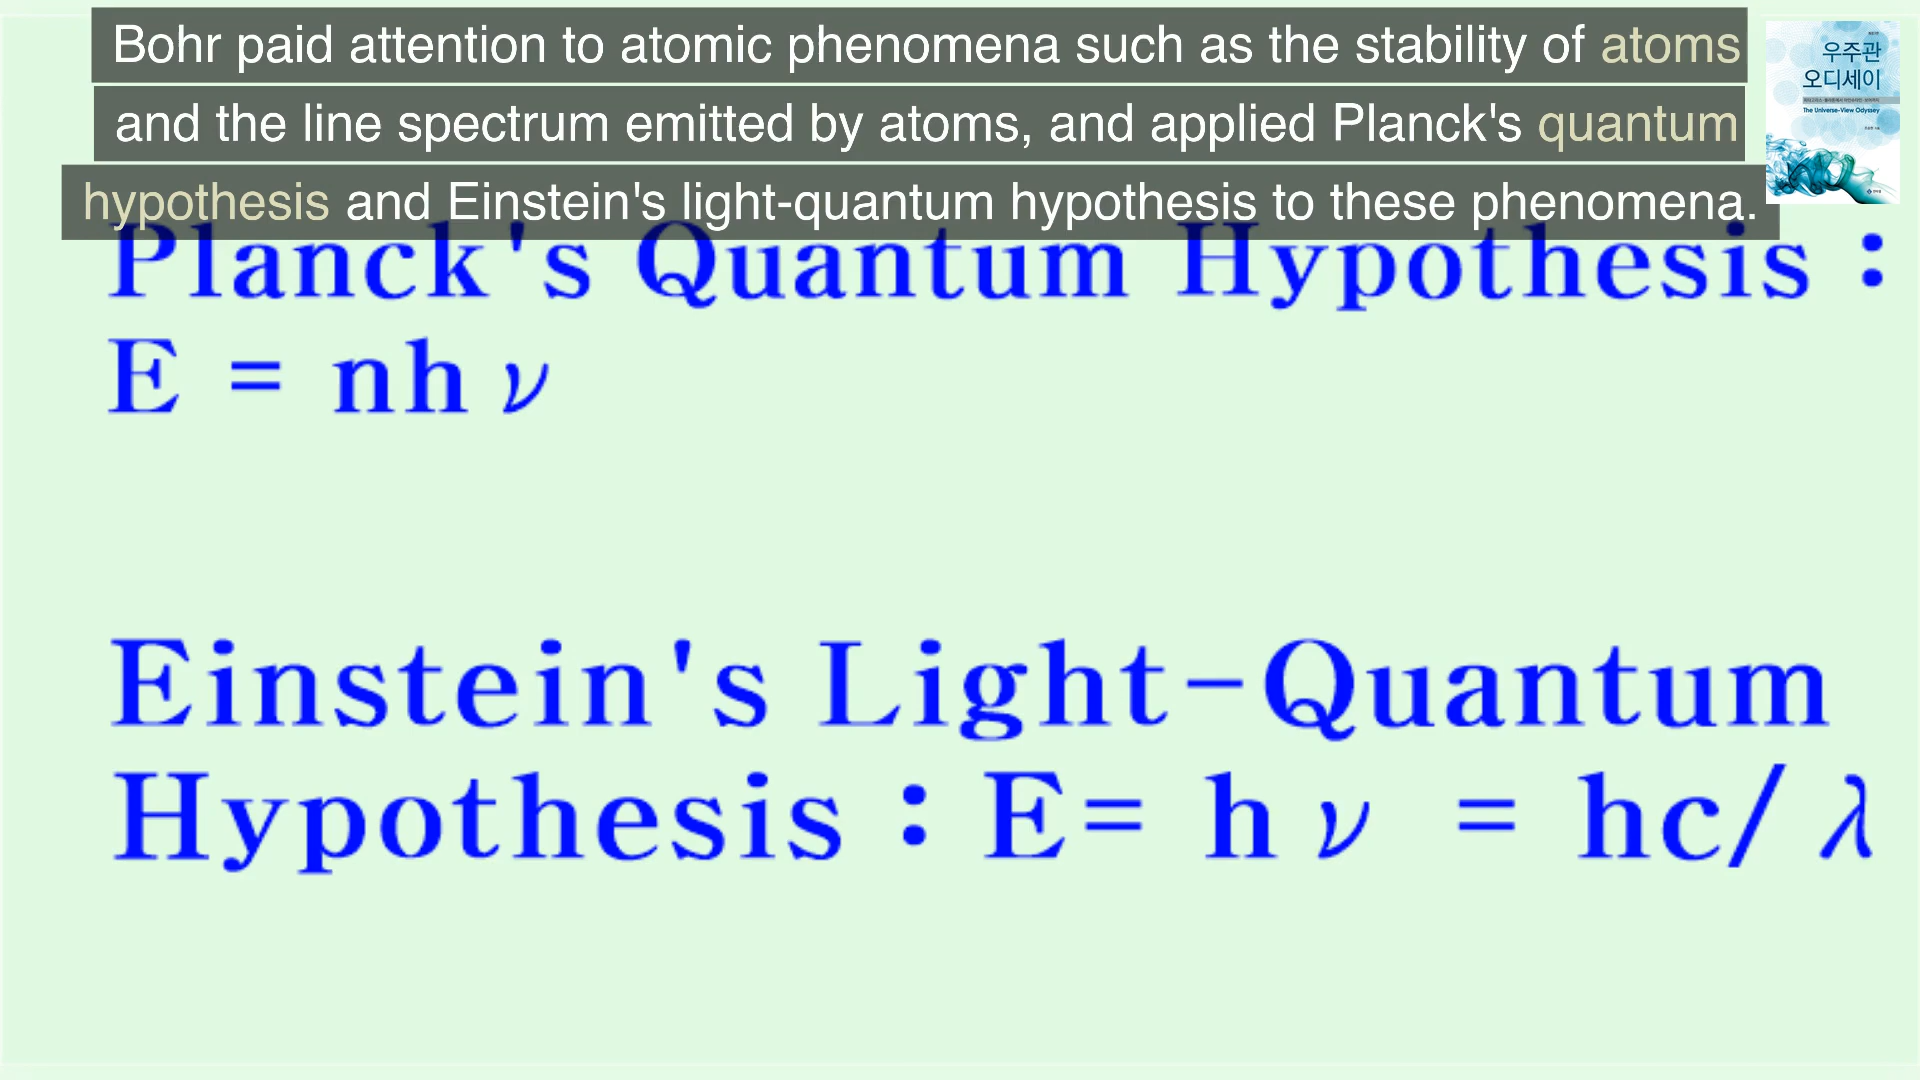 Bohr paid attention to atomic phenomena such as the stability of atoms
and the line spectrum emitted by atoms, and applied Planck's quantum
hypothesis and Einstein's light-quantum hypothesis to these phenomena.
우주관
오디세이
The Universe-View Odyssey
Planck's Quantum Hypothesis :
E = nh ν
Einstein's Light-Quantum
Hypothesis : E= h ν = hc/ λ